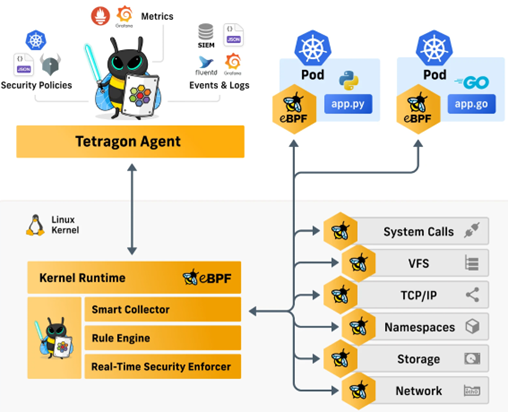 Metrics
Grafana
JSON
SIEM
JSON
Security Policies
fluentd
Grafana
Events & Logs
Tetragon Agent
Pod
eBPF
app.py
Pod
GO
eBPF
app.go
Linux
Kernel
Kernel Runtime
eBPF
Smart Collector
Rule Engine
Real-Time Security Enforcer
System Calls
VFS
TCP/IP
Namespaces
Storage
Network